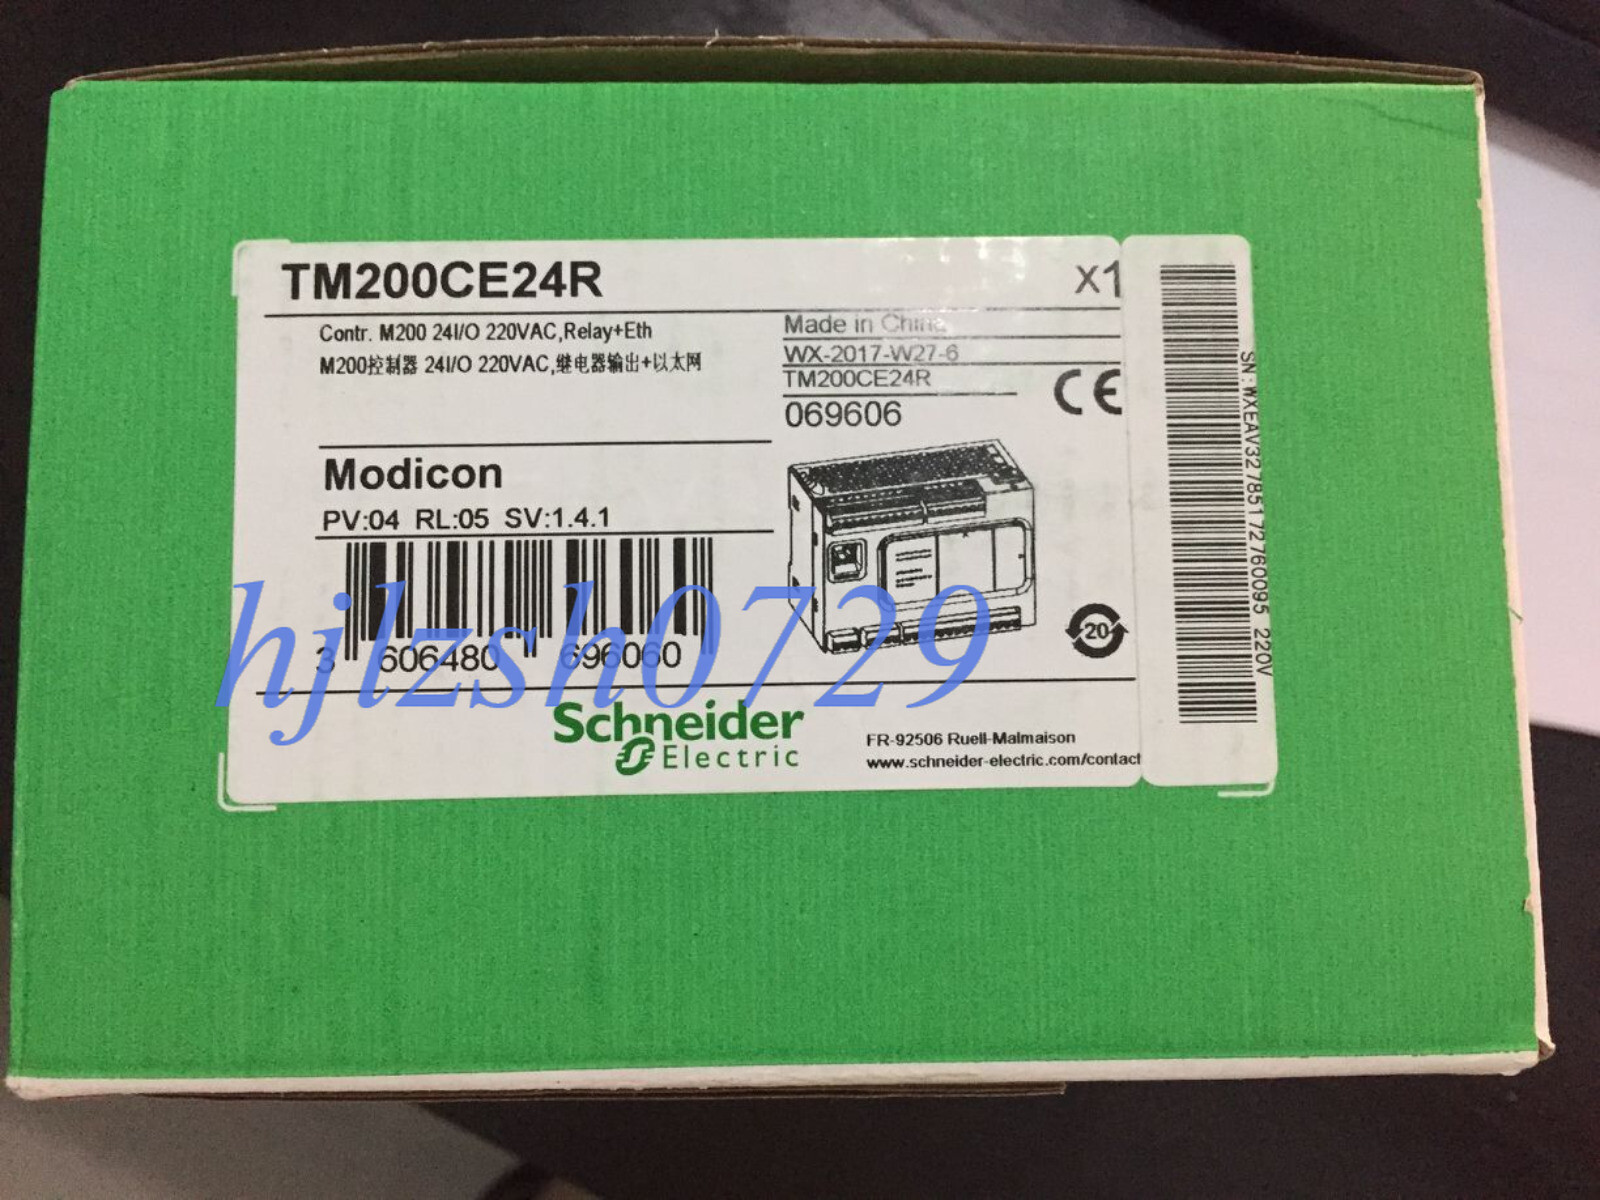 TM200CE24R
X1
Contr. M200 24I/O 220VAC,Relay+Eth
M200控制器 24I/O 220VAC,继电器输出+以太网
Made in China
WX-2017-W27-6
TM200CE24R
069606
CE
Modicon
PV:04 RL:05 SV:1.4.1
3 606480 696060
20
hjlzsh0729
Schneider
Electric
FR-92506 Rueil-Malmaison
www.schneider-electric.com/contact
SN:WXEAV32785172760095 220V